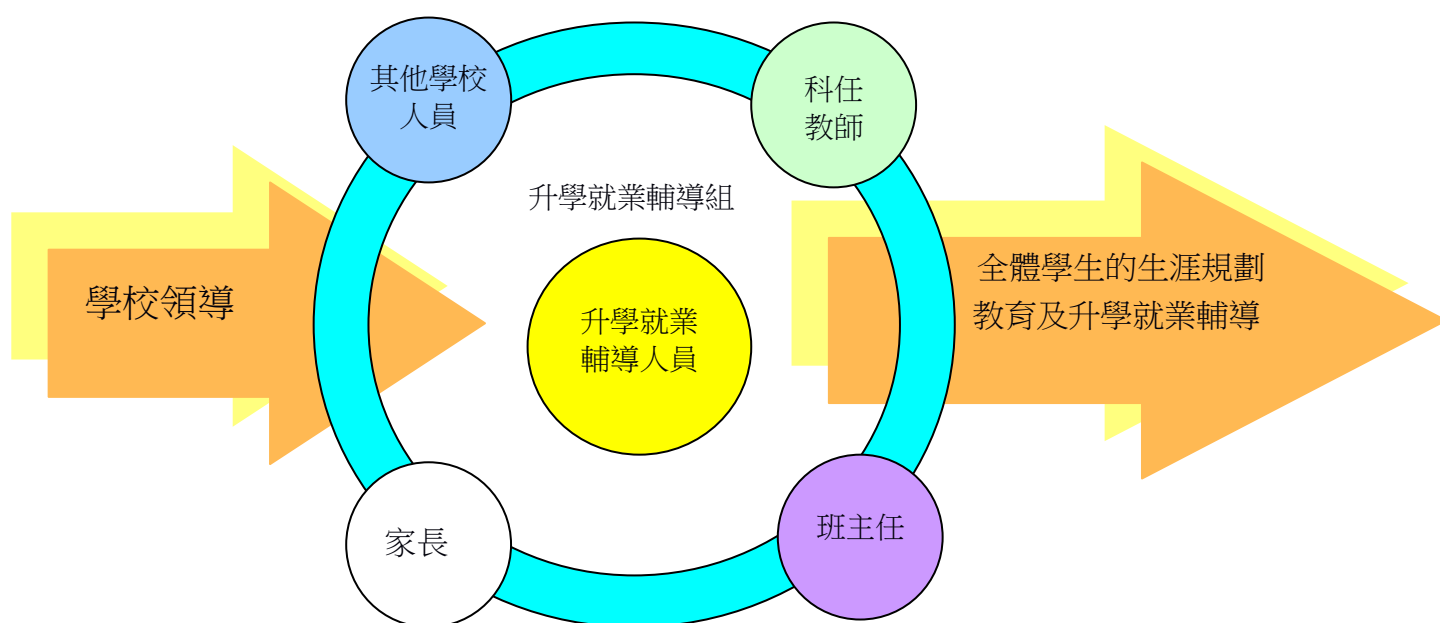 其他學校
人員
科任
教師
升學就業輔導組
學校領導
升學就業
輔導人員
全體學生的生涯規劃
教育及升學就業輔導
家長
班主任